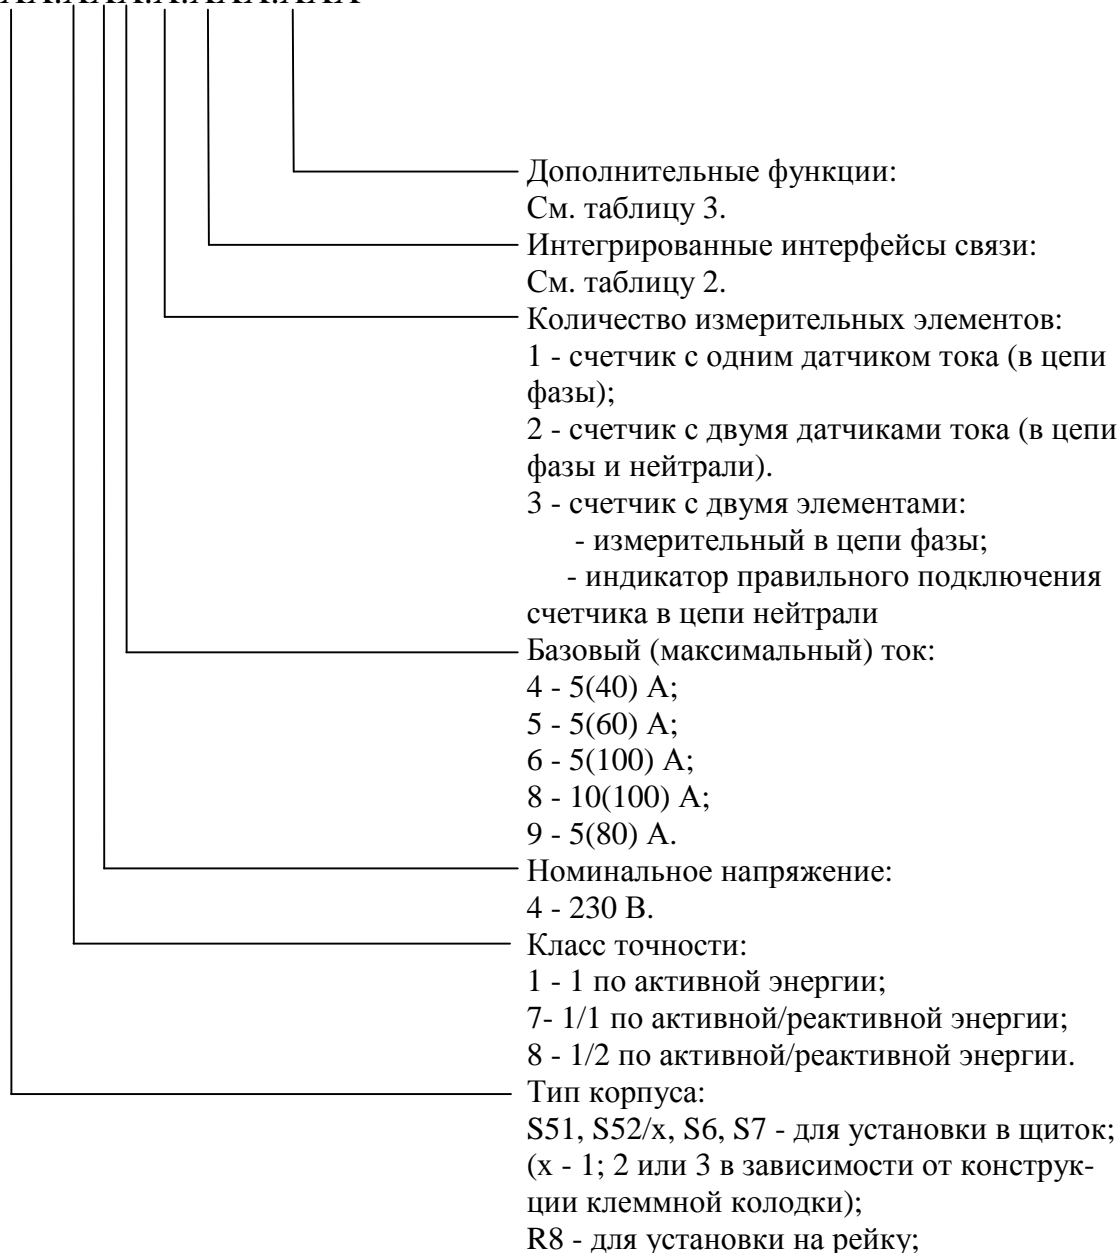 Дополнительные функции:
См. таблицу 3.
Интегрированные интерфейсы связи:
См. таблицу 2.
Количество измерительных элементов:
1 - счетчик с одним датчиком тока (в цепи
фазы);
2 - счетчик с двумя датчиками тока (в цепи
фазы и нейтрали).
3 - счетчик с двумя элементами:
- измерительный в цепи фазы;
- индикатор правильного подключения
счетчика в цепи нейтрали
Базовый (максимальный) ток:
4 - 5(40) А;
5 - 5(60) А;
6 - 5(100) А;
8 - 10(100) А;
9 - 5(80) А.
Номинальное напряжение:
4 - 230 В.
Класс точности:
1 - 1 по активной энергии;
7- 1/1 по активной/реактивной энергии;
8 - 1/2 по активной/реактивной энергии.
Тип корпуса:
S51, S52/x, S6, S7 - для установки в щиток;
(x - 1; 2 или 3 в зависимости от конструк-
ции клеммной колодки);
R8 - для установки на рейку;